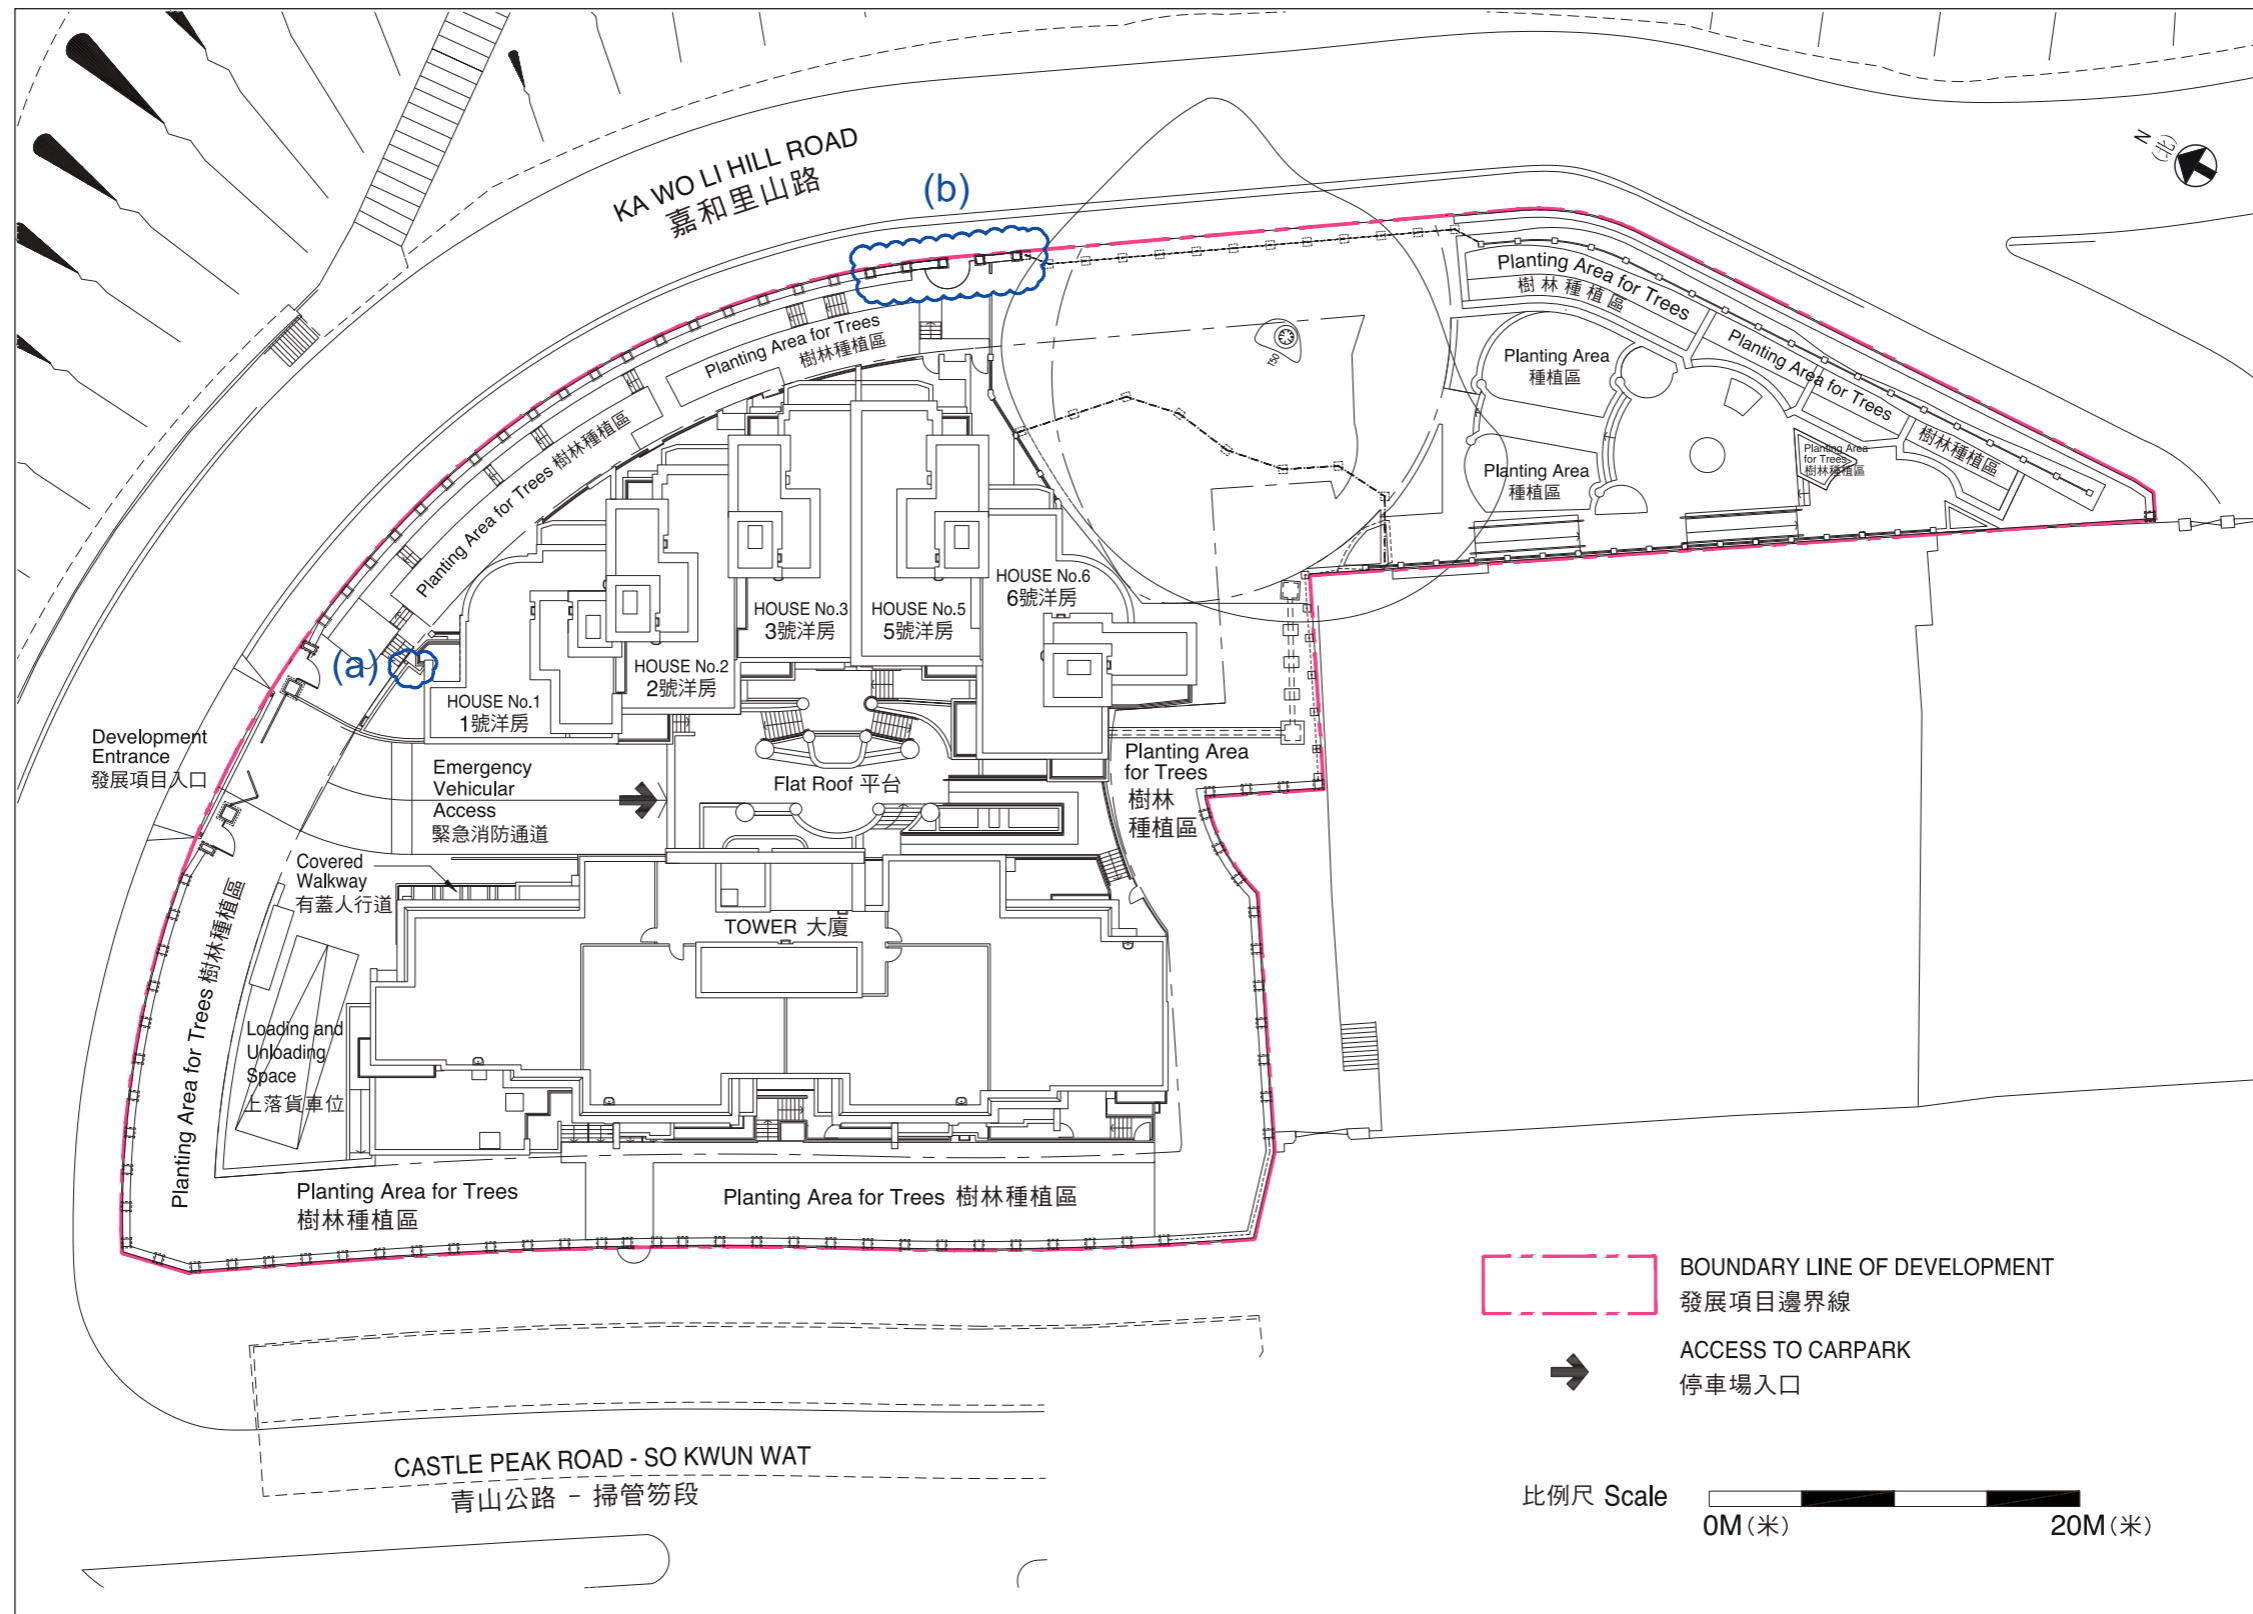 KA WO LI HILL ROAD
嘉和里山路
(b)
N
(北)
Planting Area for Trees
樹林種植區
Planting Area for Trees
樹林種植區
Planting Area for Trees
樹林種植區
Planting Area
種植區
Planting Area
種植區
Planting Area
for Trees
樹林種植區
T50
Planting Area for Trees 樹林種植區
(a)
HOUSE No.1
1號洋房
HOUSE No.2
2號洋房
HOUSE No.3
3號洋房
HOUSE No.5
5號洋房
HOUSE No.6
6號洋房
Development
Entrance
發展項目入口
Emergency
Vehicular
Access
緊急消防通道
Flat Roof 平台
Planting Area
for Trees
樹林
種植區
Covered
Walkway
有蓋人行道
TOWER 大廈
Planting Area for Trees 樹林種植區
Loading and
Unloading
Space
上落貨車位
Planting Area for Trees
樹林種植區
Planting Area for Trees 樹林種植區
BOUNDARY LINE OF DEVELOPMENT
發展項目邊界線
ACCESS TO CARPARK
停車場入口
CASTLE PEAK ROAD - SO KWUN WAT
青山公路 – 掃管笏段
比例尺 Scale
0M(米)
20M(米)